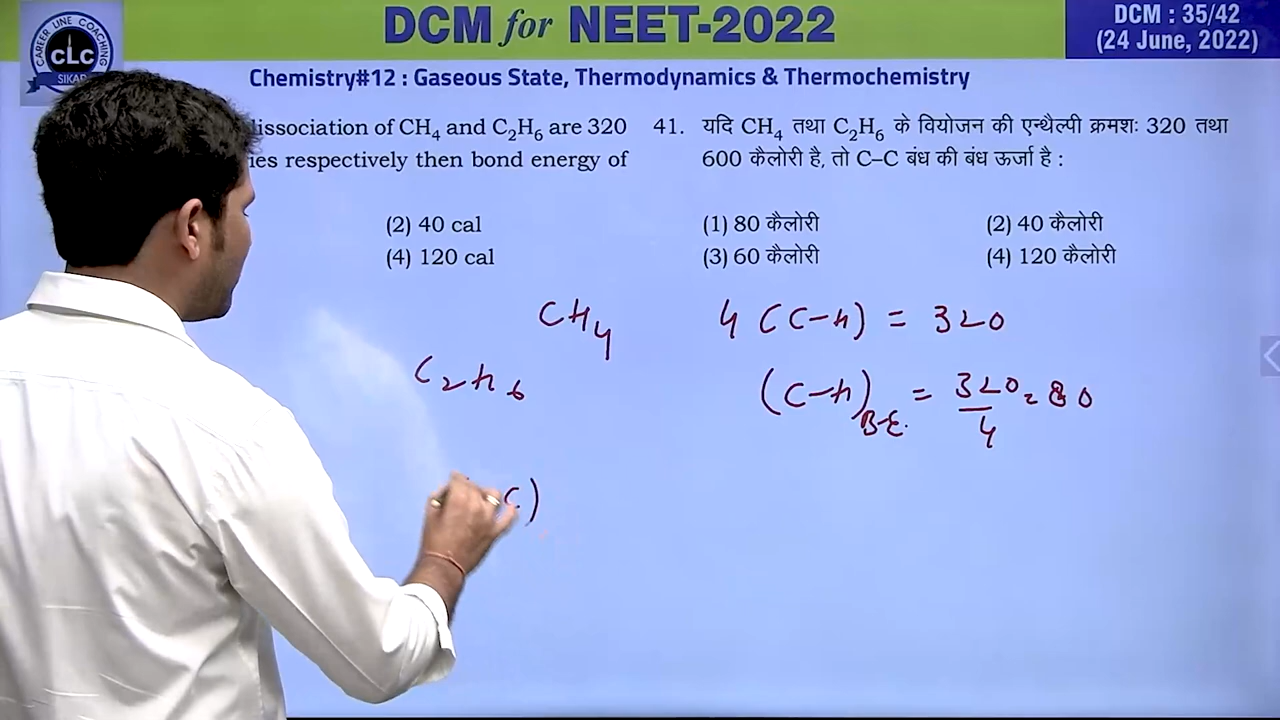 DCM for NEET-2022
DCM : 35/42
(24 June, 2022)
CAREER LINE COACHING
CLC
SIKAR
Chemistry#12 : Gaseous State, Thermodynamics & Thermochemistry
dissociation of CH₄ and C₂H₆ are 320
respectively then bond energy of
(2) 40 cal
(4) 120 cal
41. यदि CH₄ तथा C₂H₆ के वियोजन की एन्थैल्पी क्रमशः 320 तथा
600 कैलोरी है, तो C–C बंध की बंध ऊर्जा है :
(1) 80 कैलोरी (2) 40 कैलोरी
(3) 60 कैलोरी (4) 120 कैलोरी
CH₄ 4 (C-H) = 320
C₂H₆ (C-H)B.E. = 320/4 = 80
C)